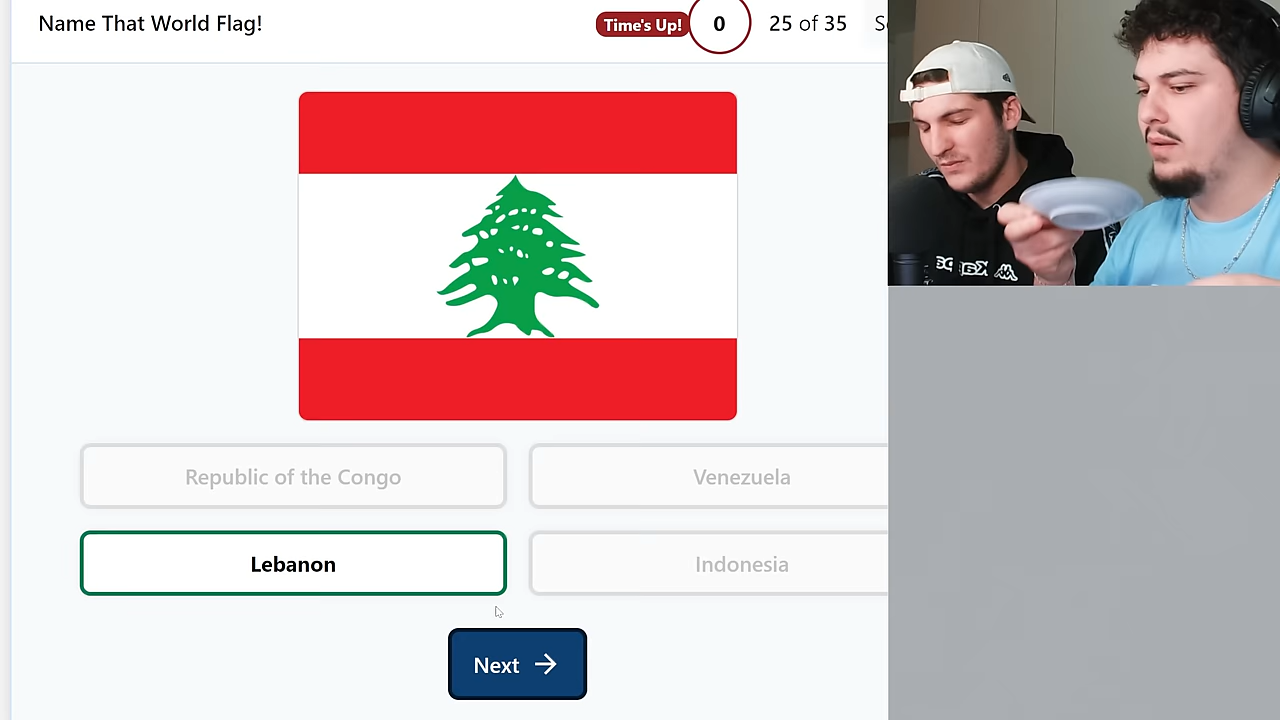 Name That World Flag!
Time's Up!
0
25 of 35
Republic of the Congo
Venezuela
Lebanon
Indonesia
Next